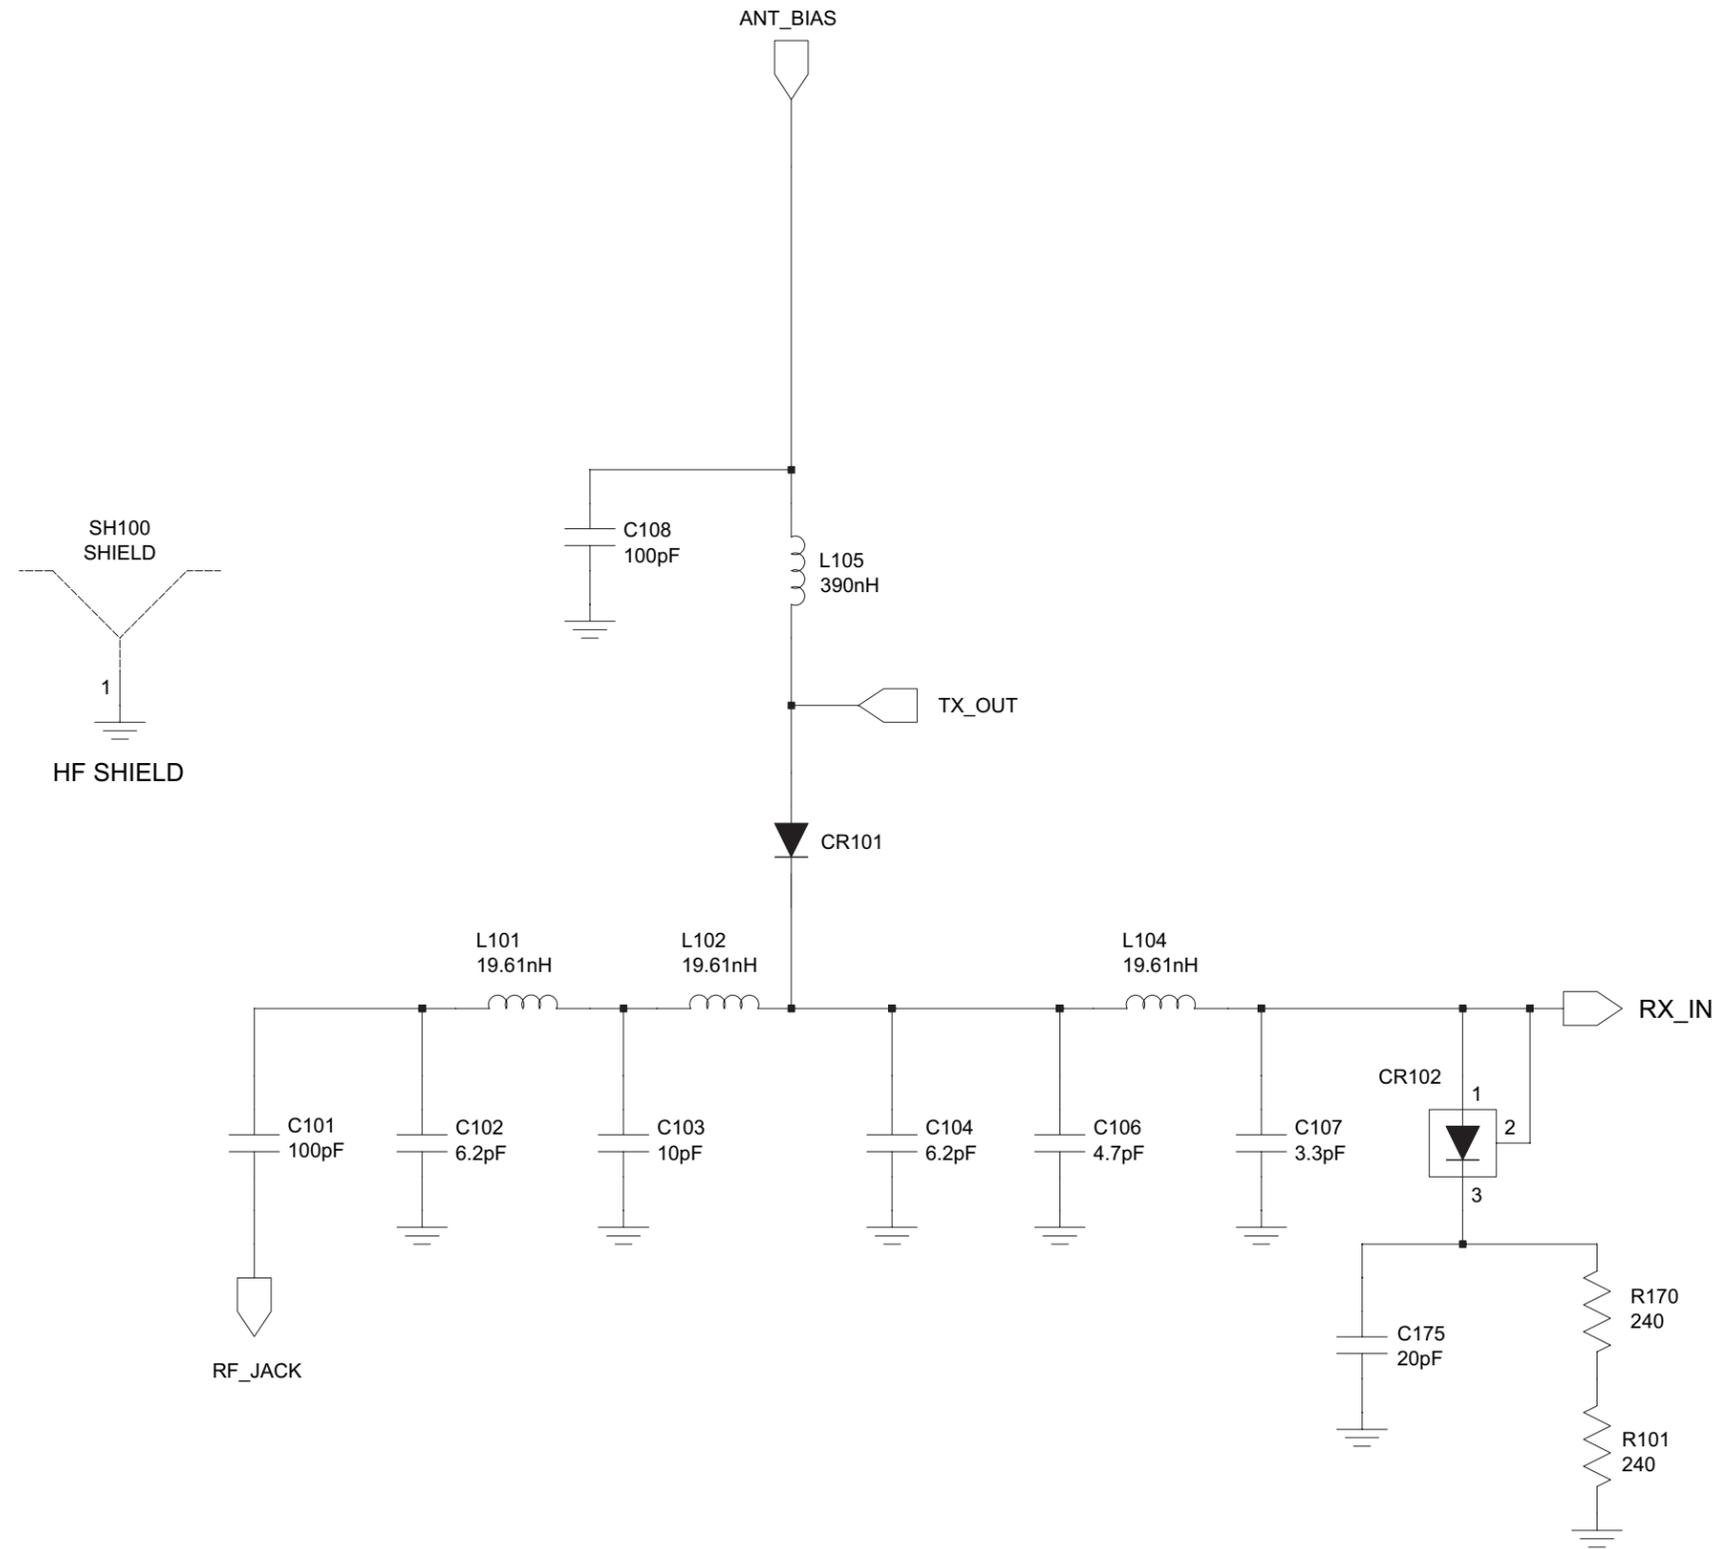 ANT_BIAS
SH100
SHIELD
1
HF SHIELD
C108
100pF
L105
390nH
TX_OUT
CR101
L101
19.61nH
L102
19.61nH
L104
19.61nH
RX_IN
CR102
1
2
3
C101
100pF
C102
6.2pF
C103
10pF
C104
6.2pF
C106
4.7pF
C107
3.3pF
RF_JACK
C175
20pF
R170
240
R101
240